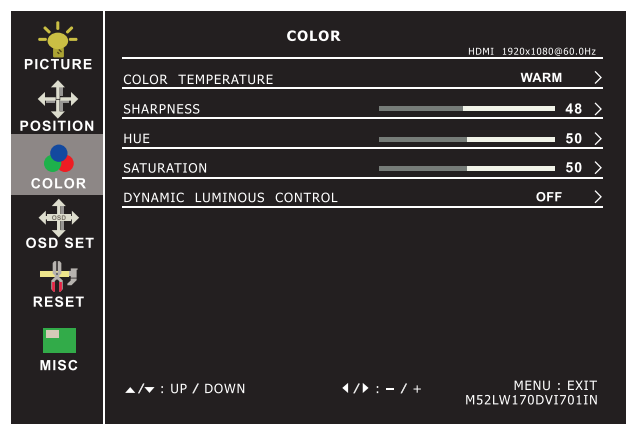 PICTURE
POSITION
COLOR
OSD
OSD SET
RESET
MISC
COLOR
HDMI 1920x1080@60.0Hz
COLOR TEMPERATURE WARM
SHARPNESS 48
HUE 50
SATURATION 50
DYNAMIC LUMINOUS CONTROL OFF
▲/▼ : UP / DOWN ◀/▶ : − / + MENU : EXIT
M52LW170DVI701IN